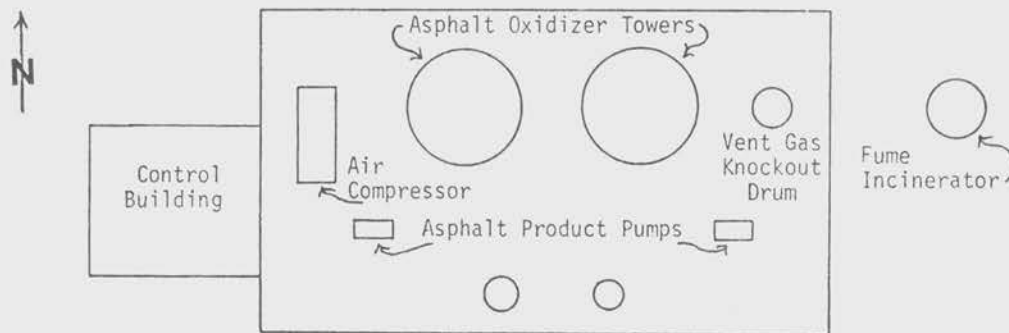 Asphalt Oxidizer Towers
N
Air
Compressor
Control
Building
Vent Gas
Knockout
Drum
Fume
Incinerator
Asphalt Product Pumps